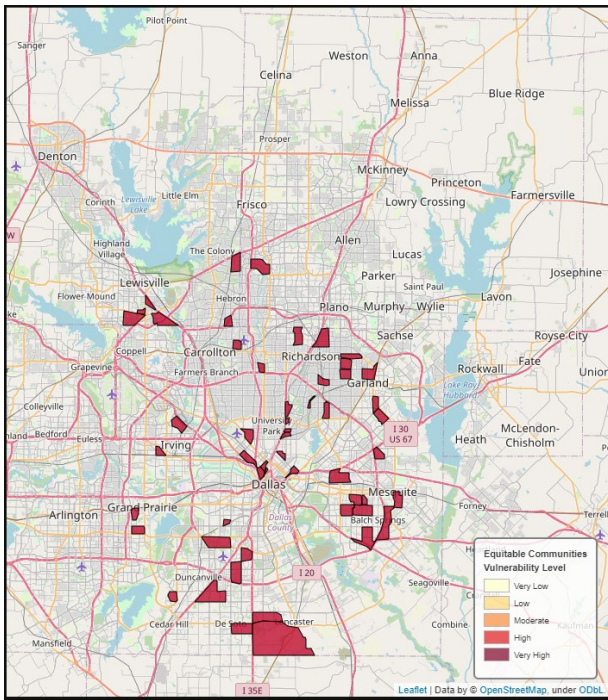 Pilot Point
Sanger
Weston
Anna
Celina
Blue Ridge
Melissa
Prosper
Denton
McKinney
Princeton
Corinth
Lewisville
Lake
Little Elm
Frisco
Lowry Crossing
Farmersville
W
Highland
Village
The Colony
Allen
Lucas
Josephine
Parker
Saint Paul
Lewisville
Flower Mound
Hebron
Plano
Murphy
Wylie
Lavon
Sachse
Royse City
Coppell
Carrollton
Richardson
Grapevine
Farmers Branch
Garland
Rockwall
Fate
Lake Ray
Hubbard
Colleyville
University
Park
Bedford
Euless
Irving
I 30
US 67
Heath
McLendon-
Chisholm
Dallas
Mesquite
Arlington
Grand Prairie
Dallas
County
Balch Springs
Forney
Terrell
I 20
Duncanville
Seagoville
Cedar Hill
De Soto
Combine
Mansfield
I 35E
Equitable Communities
Vulnerability Level
Very Low
Low
Moderate
High
Very High
Leaflet | Data by © OpenStreetMap, under ODbL